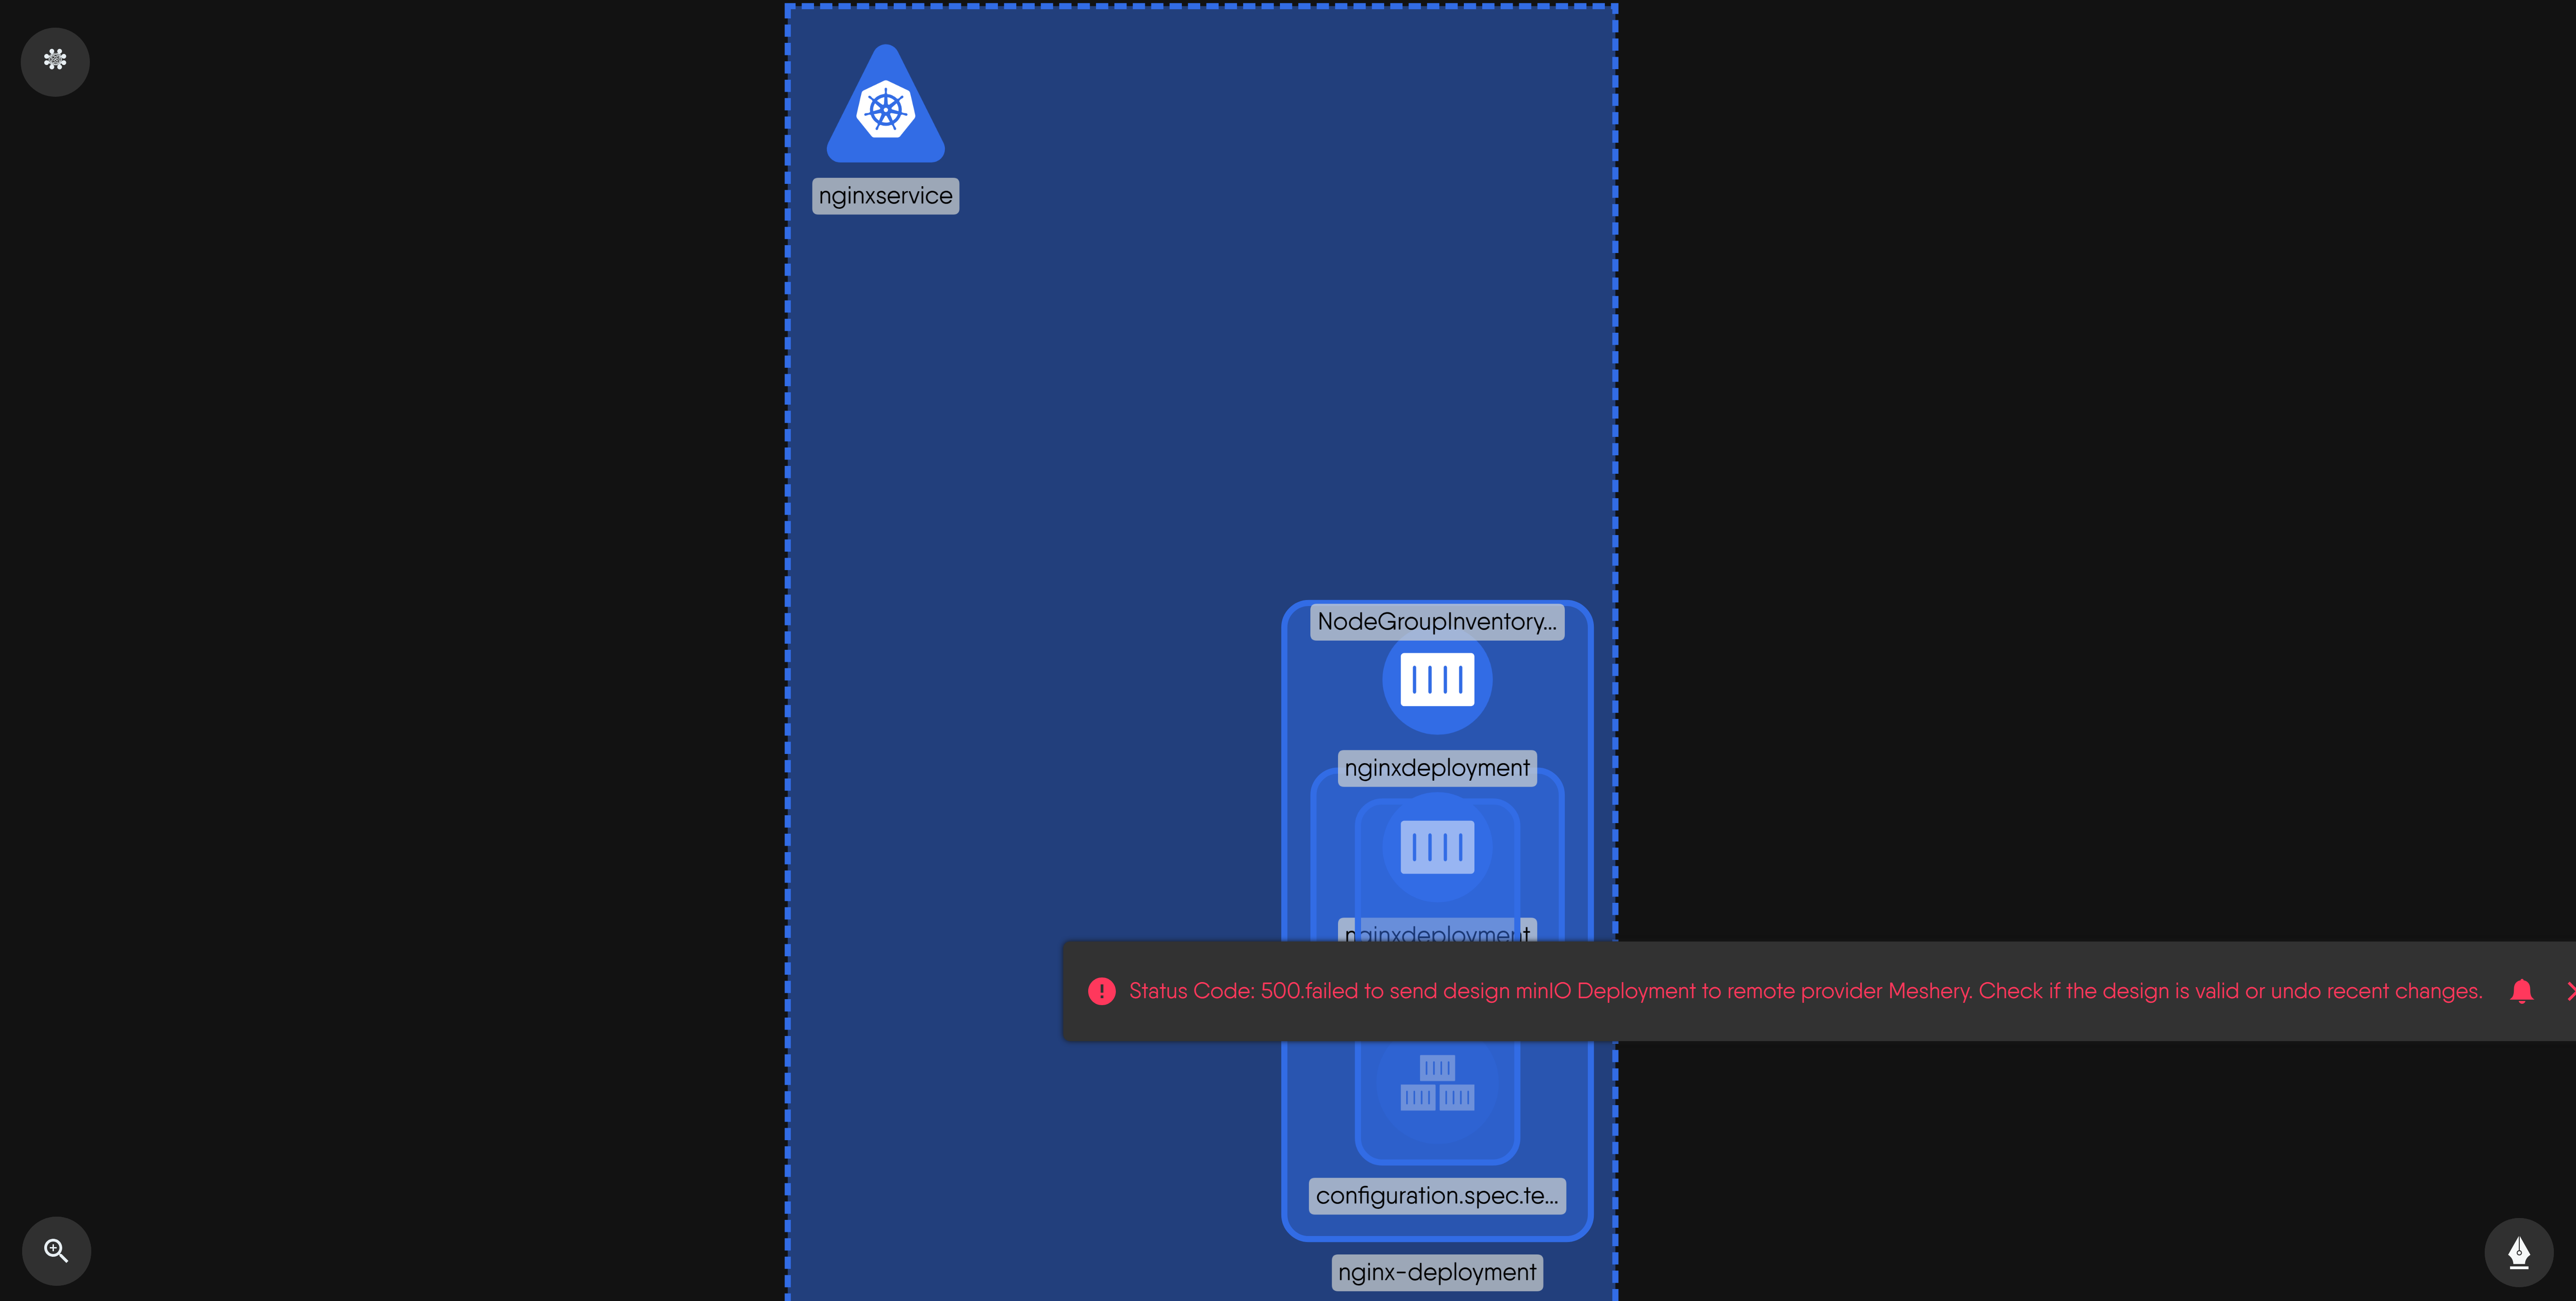 nginxservice
NodeGroupInventory...
nginxdeployment
nginxdeployment
Status Code: 500.failed to send design minIO Deployment to remote provider Meshery. Check if the design is valid or undo recent changes.
configuration.spec.te...
nginx-deployment